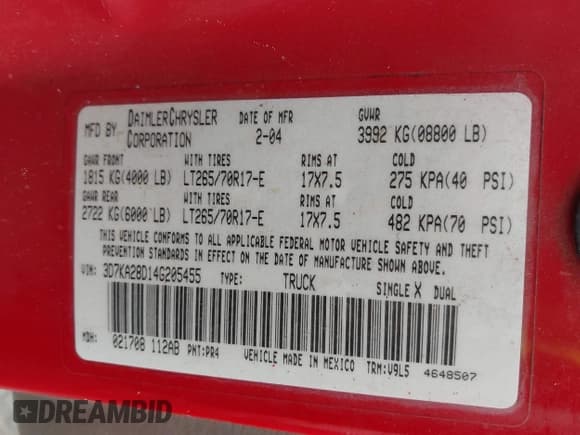 MFD BY DAIMLERCHRYSLER CORPORATION DATE OF MFR 2-04 GVWR 3992 KG(08800 LB)
GAWR FRONT WITH TIRES RIMS AT COLD
1815 KG(4000 LB) LT265/70R17-E 17X7.5 275 KPA(40 PSI)
GAWR REAR WITH TIRES RIMS AT COLD
2722 KG(6000 LB) LT265/70R17-E 17X7.5 482 KPA(70 PSI)
THIS VEHICLE CONFORMS TO ALL APPLICABLE FEDERAL MOTOR VEHICLE SAFETY AND THEFT
PREVENTION STANDARDS IN EFFECT ON THE DATE OF MANUFACTURE SHOWN ABOVE.
VIN: 3D7KA28D14G205455 TYPE: TRUCK SINGLE X DUAL
MDH: 021708 112AB PNT:PR4 VEHICLE MADE IN MEXICO TRM:V9L5 4648507
DREAMBID